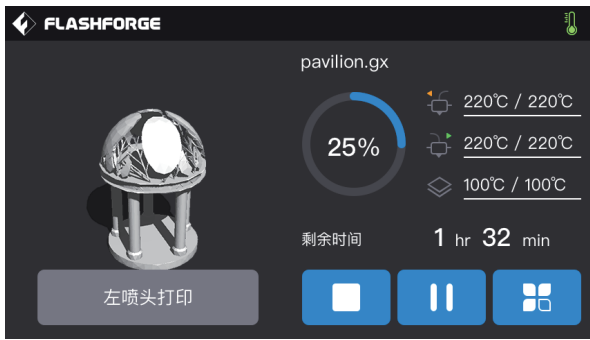 FLASHFORGE
pavilion.gx
25%
220℃ / 220℃
220℃ / 220℃
100℃ / 100℃
剩余时间 1 hr 32 min
左喷头打印